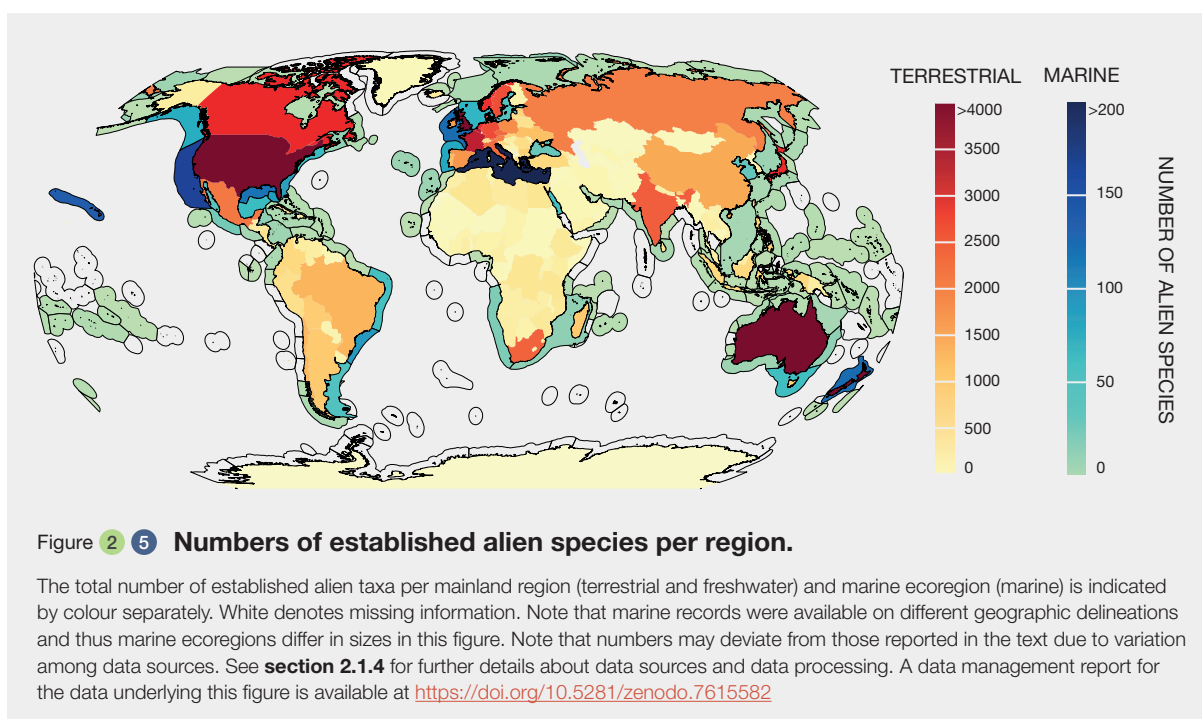 TERRESTRIAL MARINE
>4000 >200
3500
3000 150
2500
2000 100
1500
1000 50
500
0 0
NUMBER OF ALIEN SPECIES
Figure 2 5 Numbers of established alien species per region.
The total number of established alien taxa per mainland region (terrestrial and freshwater) and marine ecoregion (marine) is indicated
by colour separately. White denotes missing information. Note that marine records were available on different geographic delineations
and thus marine ecoregions differ in sizes in this figure. Note that numbers may deviate from those reported in the text due to variation
among data sources. See section 2.1.4 for further details about data sources and data processing. A data management report for
the data underlying this figure is available at https://doi.org/10.5281/zenodo.7615582